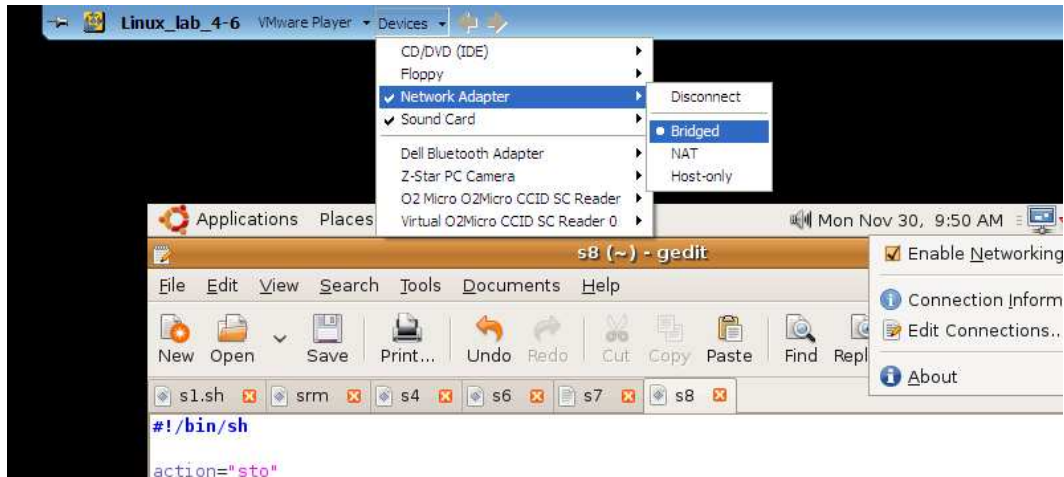 Linux_lab_4-6 VMware Player Devices
CD/DVD (IDE)
Floppy
Network Adapter
Sound Card
Dell Bluetooth Adapter
Z-Star PC Camera
O2 Micro O2Micro CCID SC Reader
Virtual O2Micro CCID SC Reader 0
Disconnect
Bridged
NAT
Host-only
Applications Places
Mon Nov 30, 9:50 AM
s8 (~) - gedit
File Edit View Search Tools Documents Help
New Open Save Print... Undo Redo Cut Copy Paste Find Repl
Enable Networking
Connection Inform
Edit Connections...
About
s1.sh srm s4 s6 s7 s8
#!/bin/sh
action="sto"